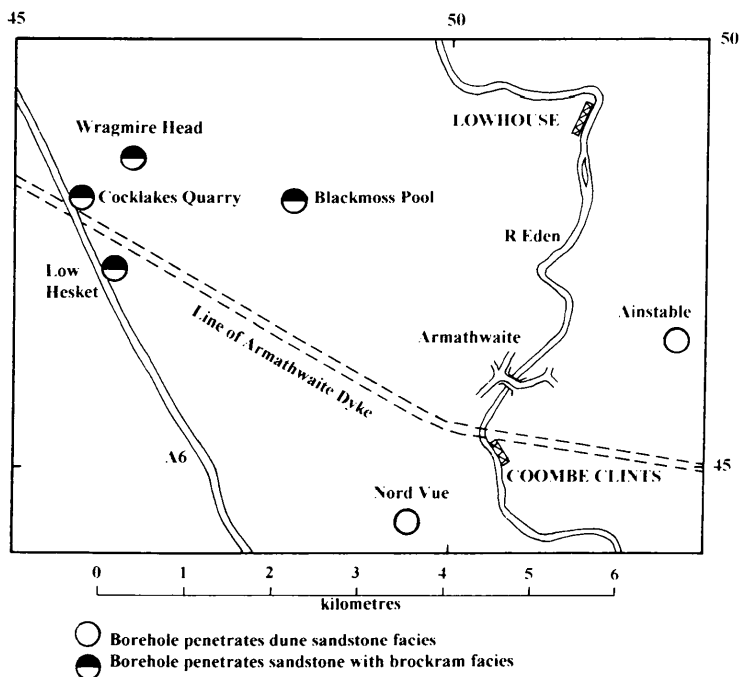 45
50
50
Wragmire Head
LOWHOUSE
Cocklakes Quarry
Blackmoss Pool
R Eden
Low
Hesket
Ainstable
Line of Armathwaite Dyke
Armathwaite
A6
45
COOMBE CLINTS
Nord Vue
0 1 2 3 4 5 6
kilometres
Borehole penetrates dune sandstone facies
Borehole penetrates sandstone with brockram facies